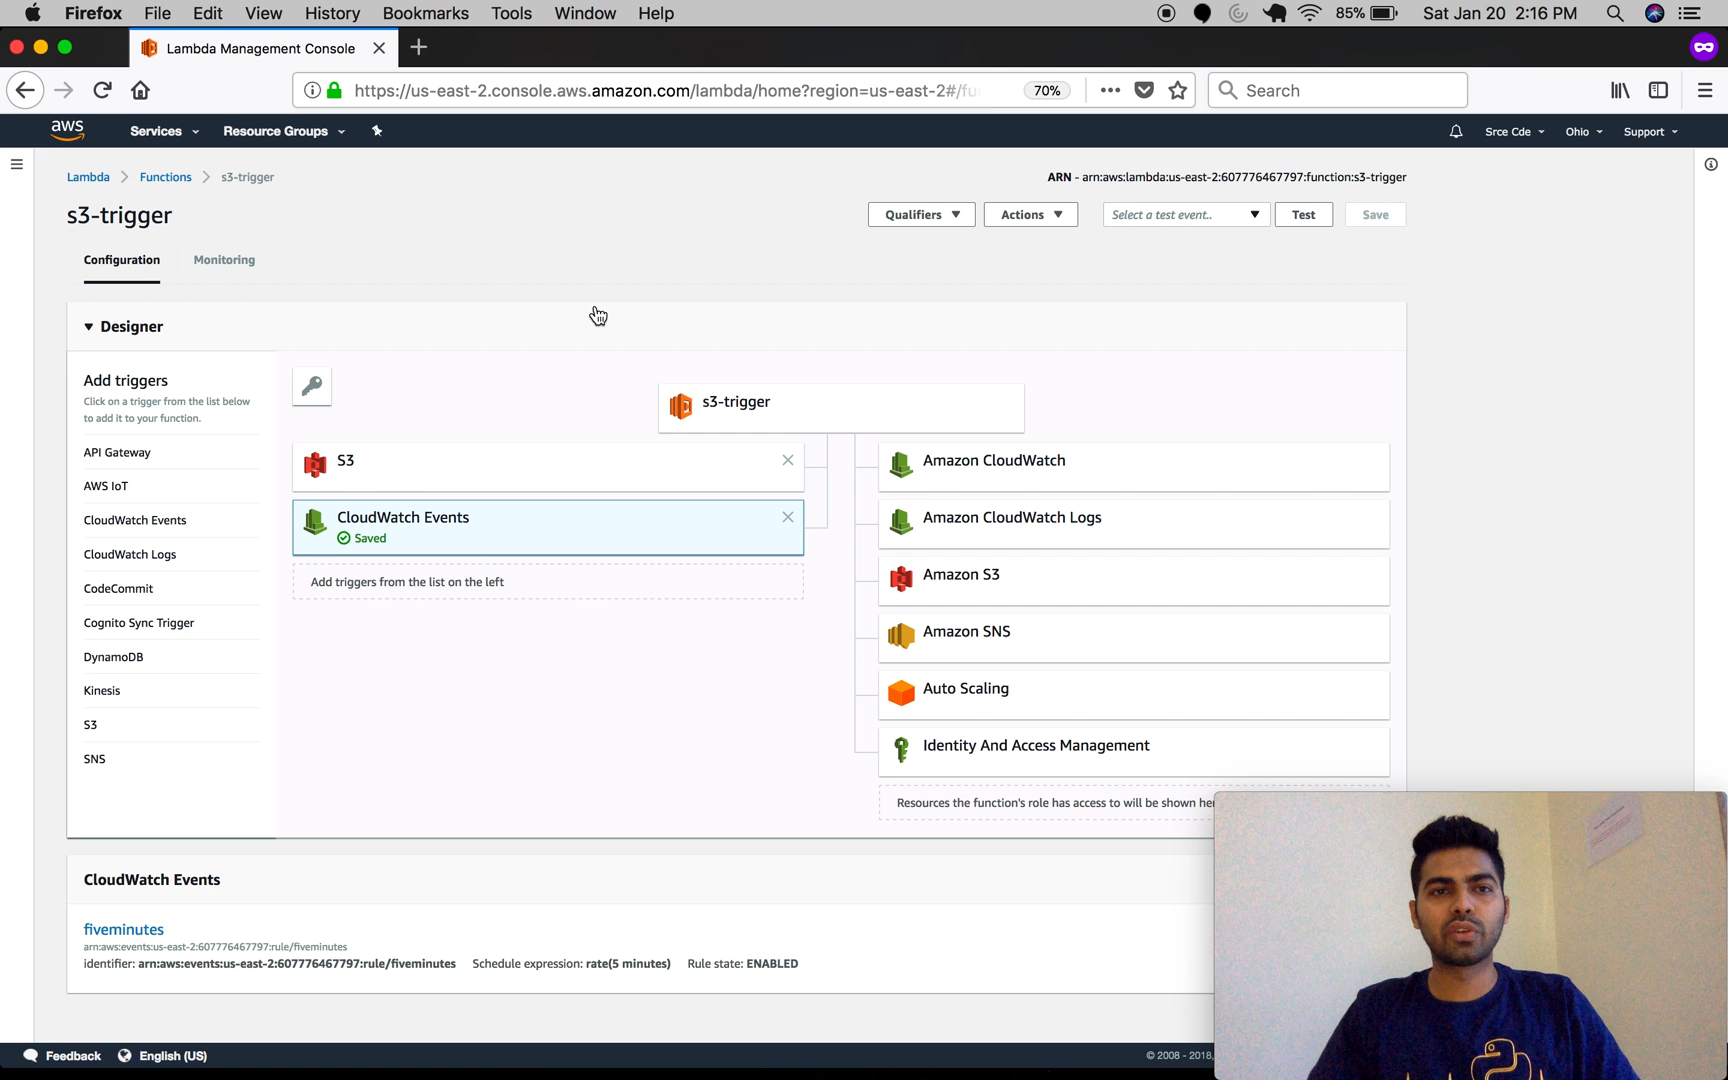 Firefox File Edit View History Bookmarks Tools Window Help 85% Sat Jan 20 2:16 PM
Lambda Management Console
https://us-east-2.console.aws.amazon.com/lambda/home?region=us-east-2#/fu 70% Search
aws Services Resource Groups Srce Cde Ohio Support
Lambda Functions s3-trigger ARN - arn:aws:lambda:us-east-2:607776467797:function:s3-trigger
s3-trigger Qualifiers Actions Select a test event.. Test Save
Configuration Monitoring
Designer
Add triggers
Click on a trigger from the list below
to add it to your function.
API Gateway
AWS IoT
CloudWatch Events
CloudWatch Logs
CodeCommit
Cognito Sync Trigger
DynamoDB
Kinesis
S3
SNS
s3-trigger
S3
CloudWatch Events
Saved
Add triggers from the list on the left
Amazon CloudWatch
Amazon CloudWatch Logs
Amazon S3
Amazon SNS
Auto Scaling
Identity And Access Management
Resources the function's role has access to will be shown her
CloudWatch Events
fiveminutes
arn:aws:events:us-east-2:607776467797:rule/fiveminutes
identifier: arn:aws:events:us-east-2:607776467797:rule/fiveminutes Schedule expression: rate(5 minutes) Rule state: ENABLED
Feedback English (US) © 2008 - 2018,